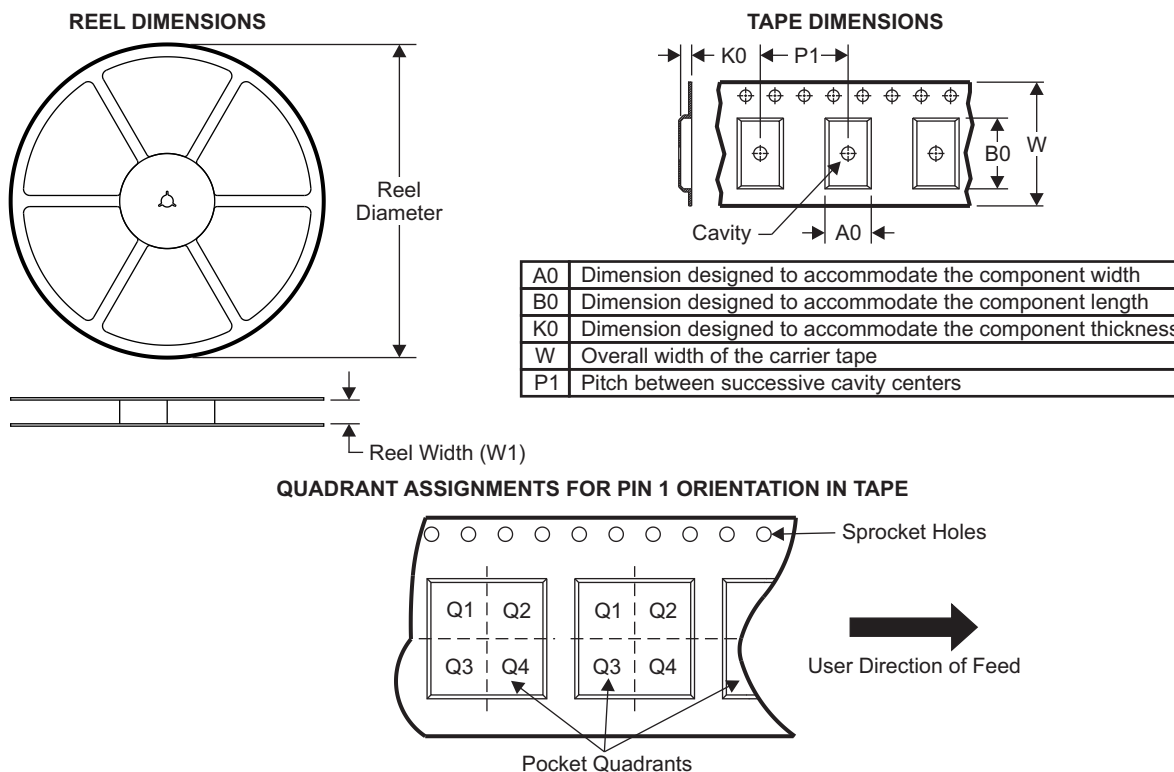 REEL DIMENSIONS
Reel
Diameter
Reel Width (W1)
TAPE DIMENSIONS
K0
P1
B0
W
Cavity
A0
A0 Dimension designed to accommodate the component width
B0 Dimension designed to accommodate the component length
K0 Dimension designed to accommodate the component thickness
W Overall width of the carrier tape
P1 Pitch between successive cavity centers
QUADRANT ASSIGNMENTS FOR PIN 1 ORIENTATION IN TAPE
Sprocket Holes
Q1 Q2 Q1 Q2
Q3 Q4 Q3 Q4
User Direction of Feed
Pocket Quadrants